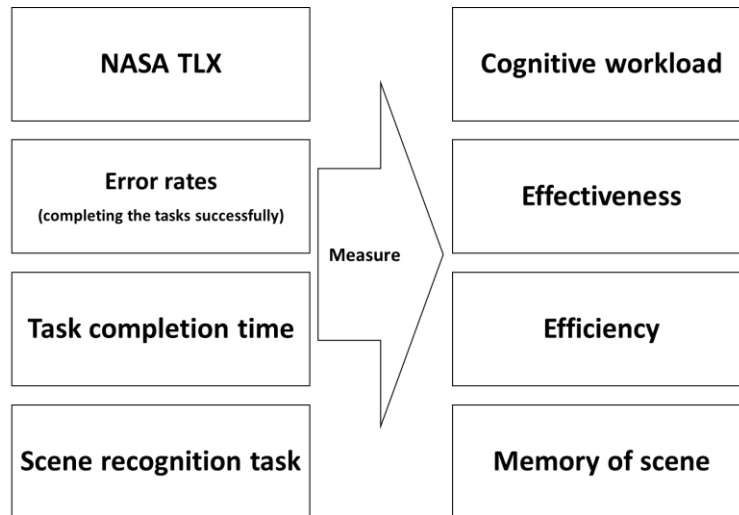 NASA TLX
Cognitive workload
Error rates
(completing the tasks successfully)
Effectiveness
Measure
Task completion time
Efficiency
Scene recognition task
Memory of scene